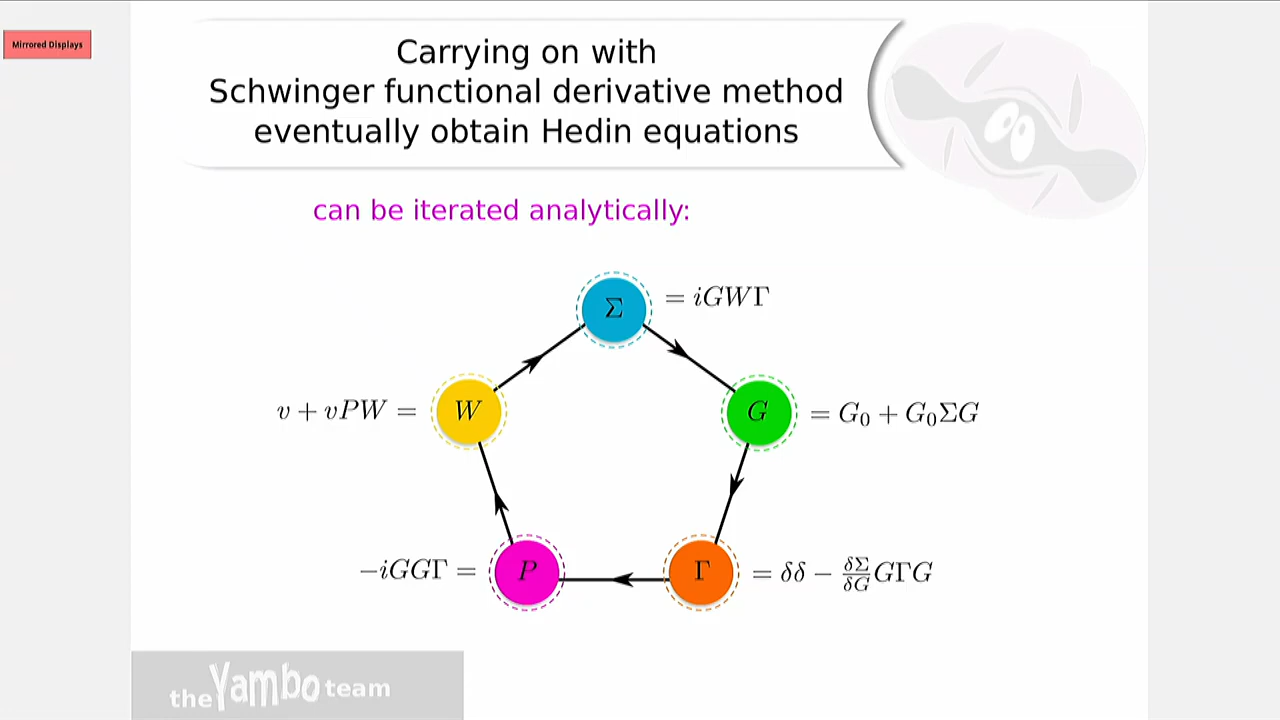 Mirrored Displays
Carrying on with
Schwinger functional derivative method
eventually obtain Hedin equations
can be iterated analytically:
Σ = iGWΓ
v + vPW = W
G = G₀ + G₀ΣG
−iGGΓ = P
Γ = δδ − δΣ/δG GΓG
the Yambo team